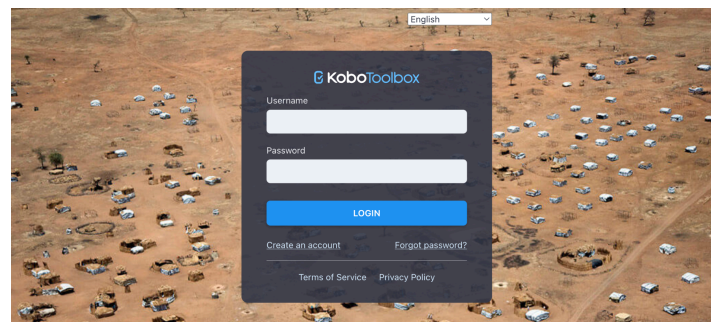 English
KoboToolbox
Username
Password
LOGIN
Create an account Forgot password?
Terms of Service Privacy Policy